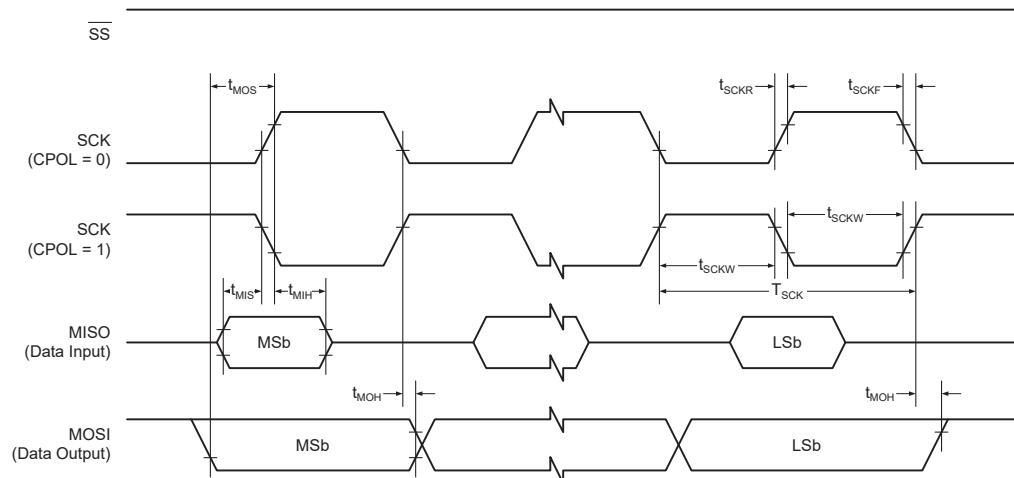 SS
tMOS
tSCKR
tSCKF
SCK
(CPOL = 0)
SCK
(CPOL = 1)
tSCKW
tSCKW
TSCK
tMIS
tMIH
MISO
(Data Input)
MSb
LSb
tMOH
tMOH
MOSI
(Data Output)
MSb
LSb